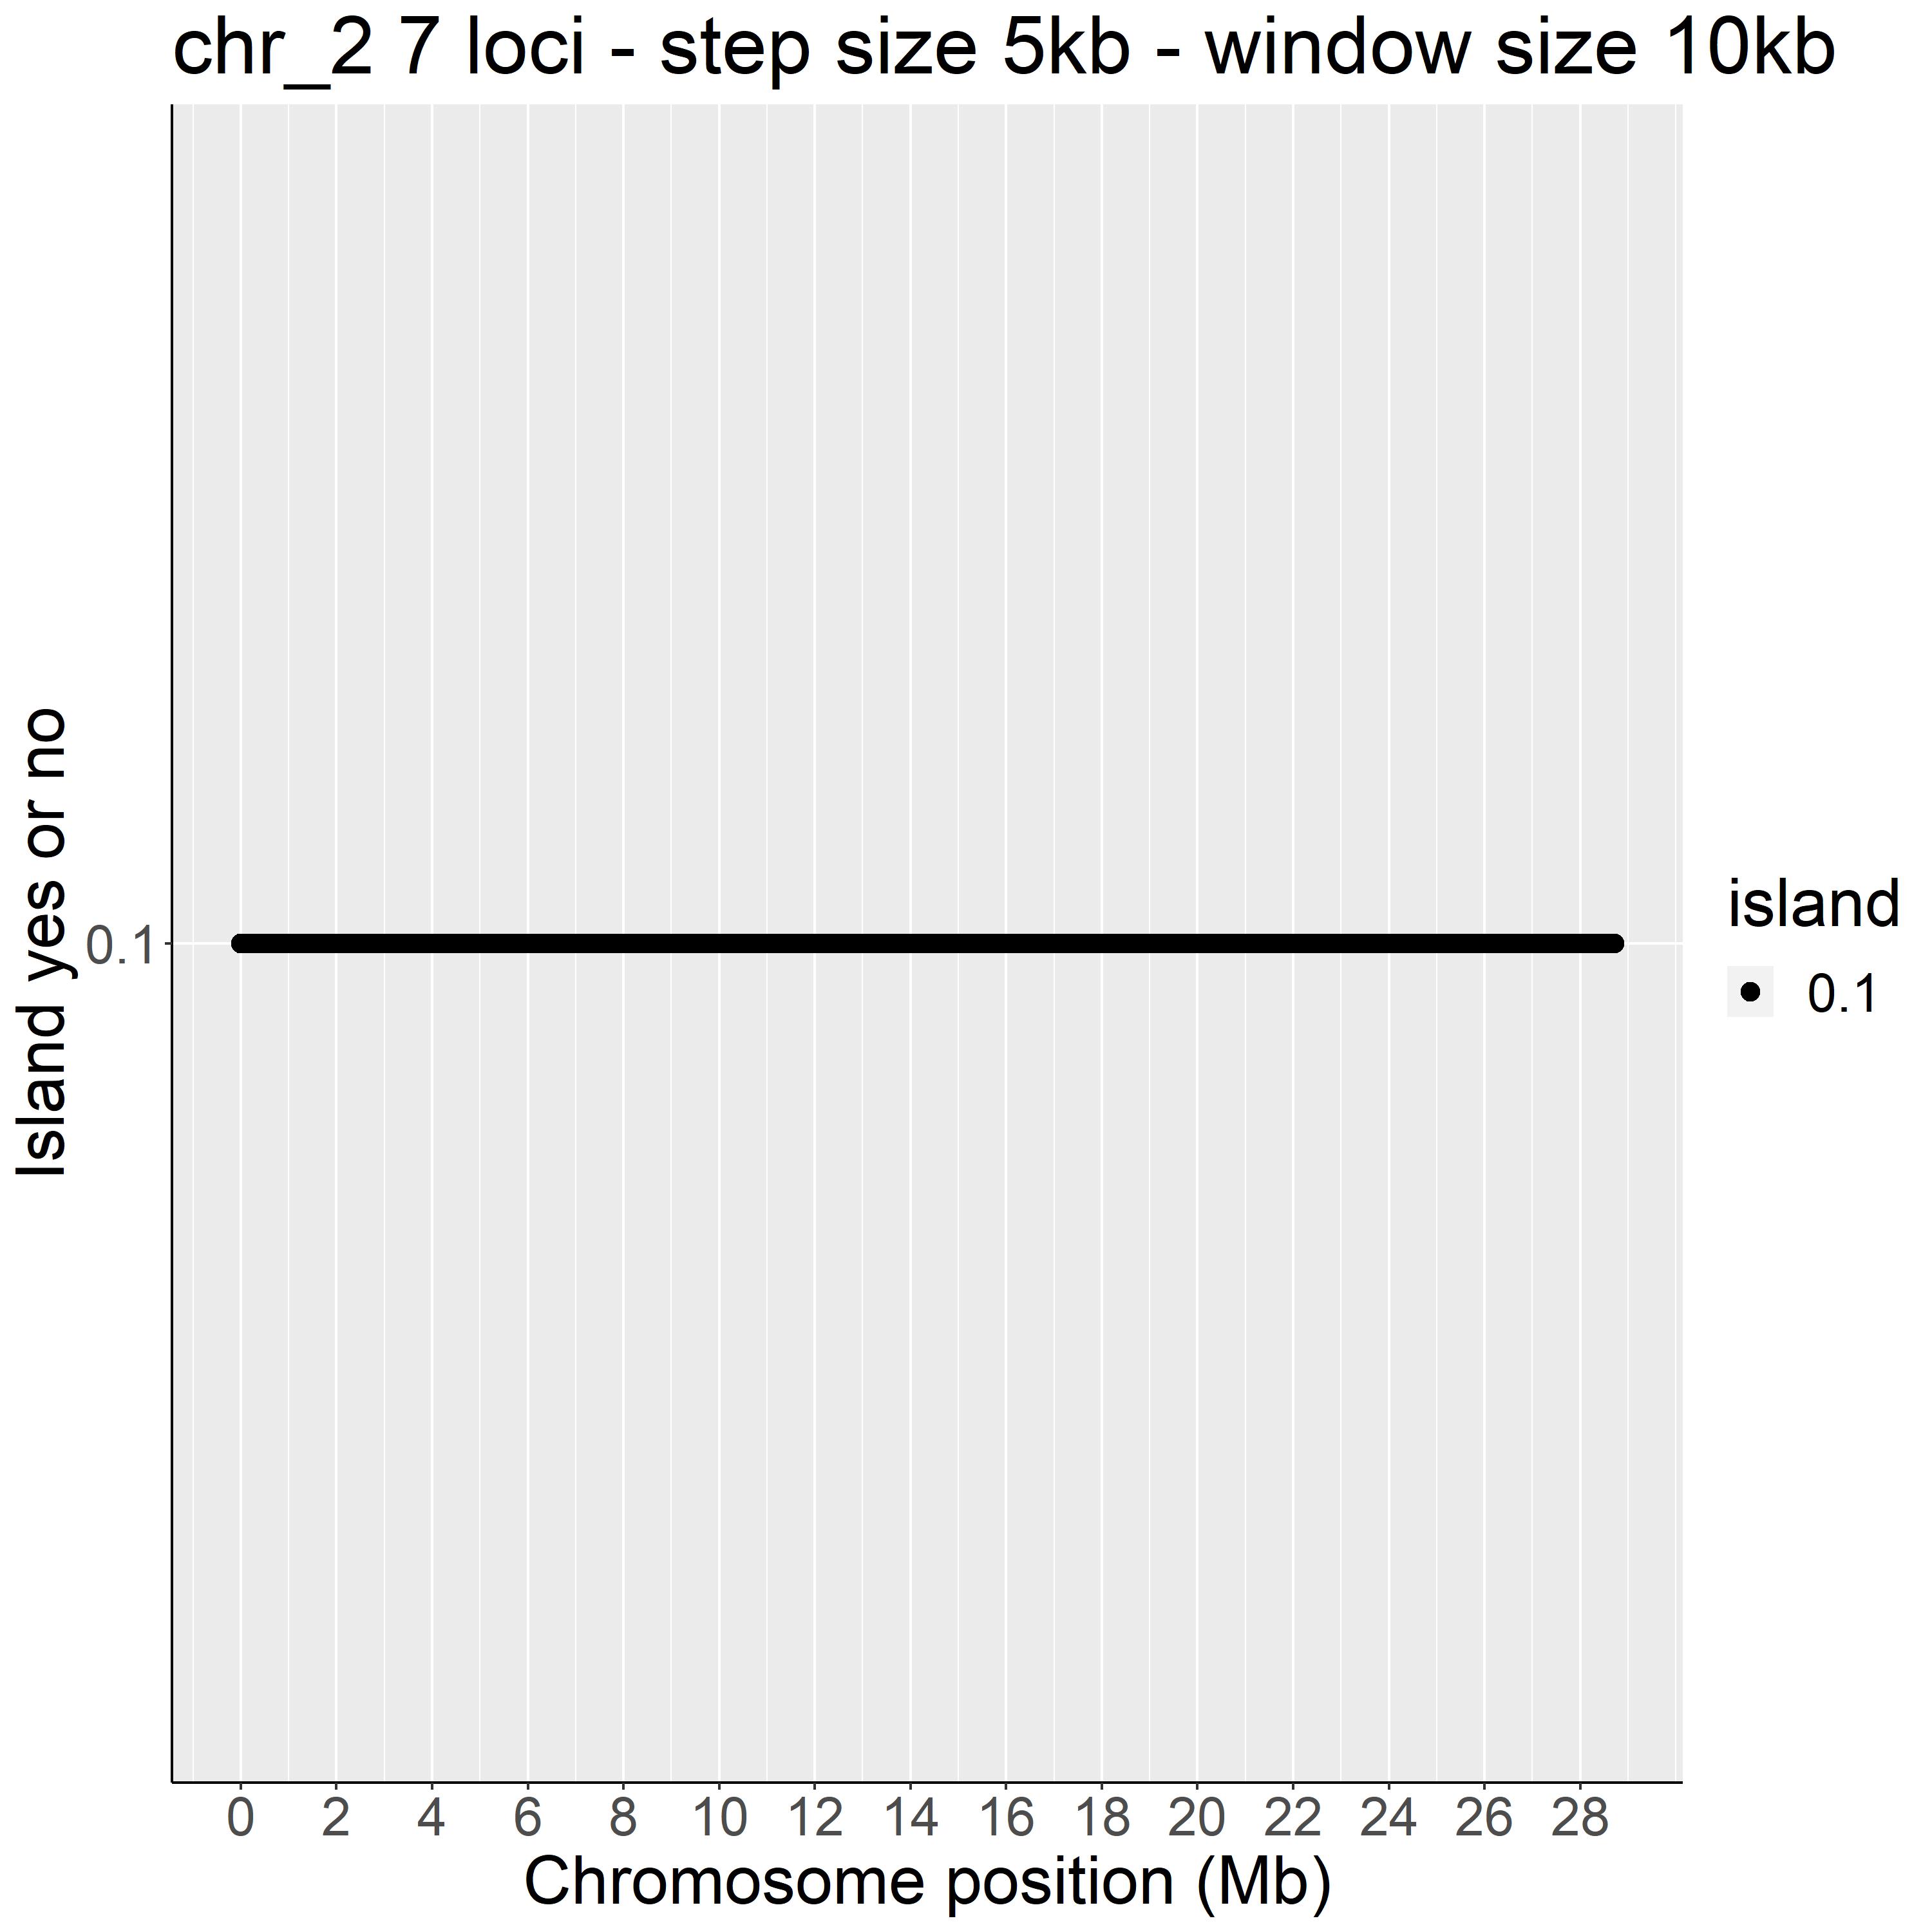 chr_2 7 loci - step size 5kb - window size 10kb
Island yes or no
0.1
island
0.1
0 2 4 6 8 10 12 14 16 18 20 22 24 26 28
Chromosome position (Mb)